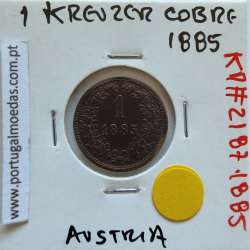 1 KREUZER COBRE
1885
KM#2187-1885
www.portugalmoedas.com.pt
1
1885
AUSTRIA